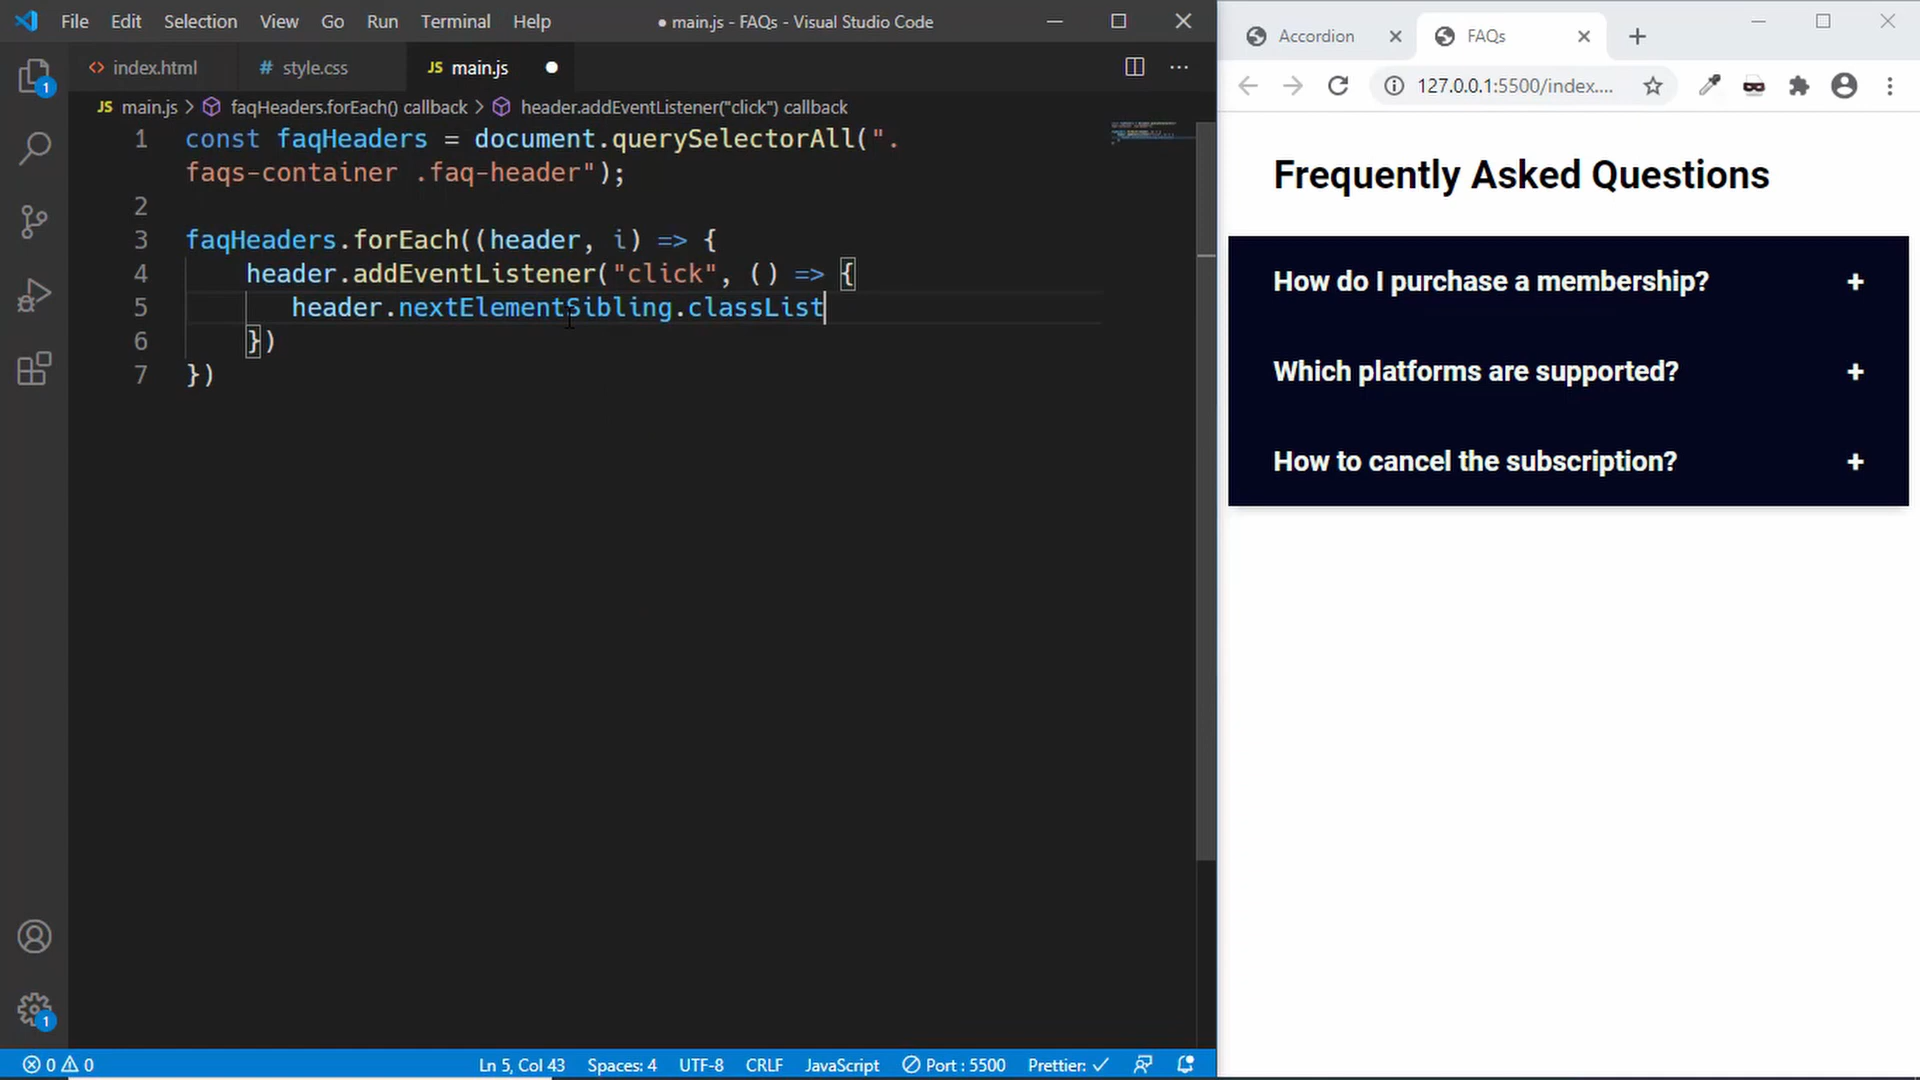 File Edit Selection View Go Run Terminal Help ● main.js - FAQs - Visual Studio Code
<> index.html # style.css JS main.js ●
JS main.js > faqHeaders.forEach() callback > header.addEventListener("click") callback
1 const faqHeaders = document.querySelectorAll(".
faqs-container .faq-header");
2
3 faqHeaders.forEach((header, i) => {
4 header.addEventListener("click", () => {
5 header.nextElementSibling.classList
6 })
7 })
1
1
0 0 Ln 5, Col 43 Spaces: 4 UTF-8 CRLF JavaScript Port : 5500 Prettier: ✓
Accordion FAQs
127.0.0.1:5500/index....
Frequently Asked Questions
How do I purchase a membership? +
Which platforms are supported? +
How to cancel the subscription? +